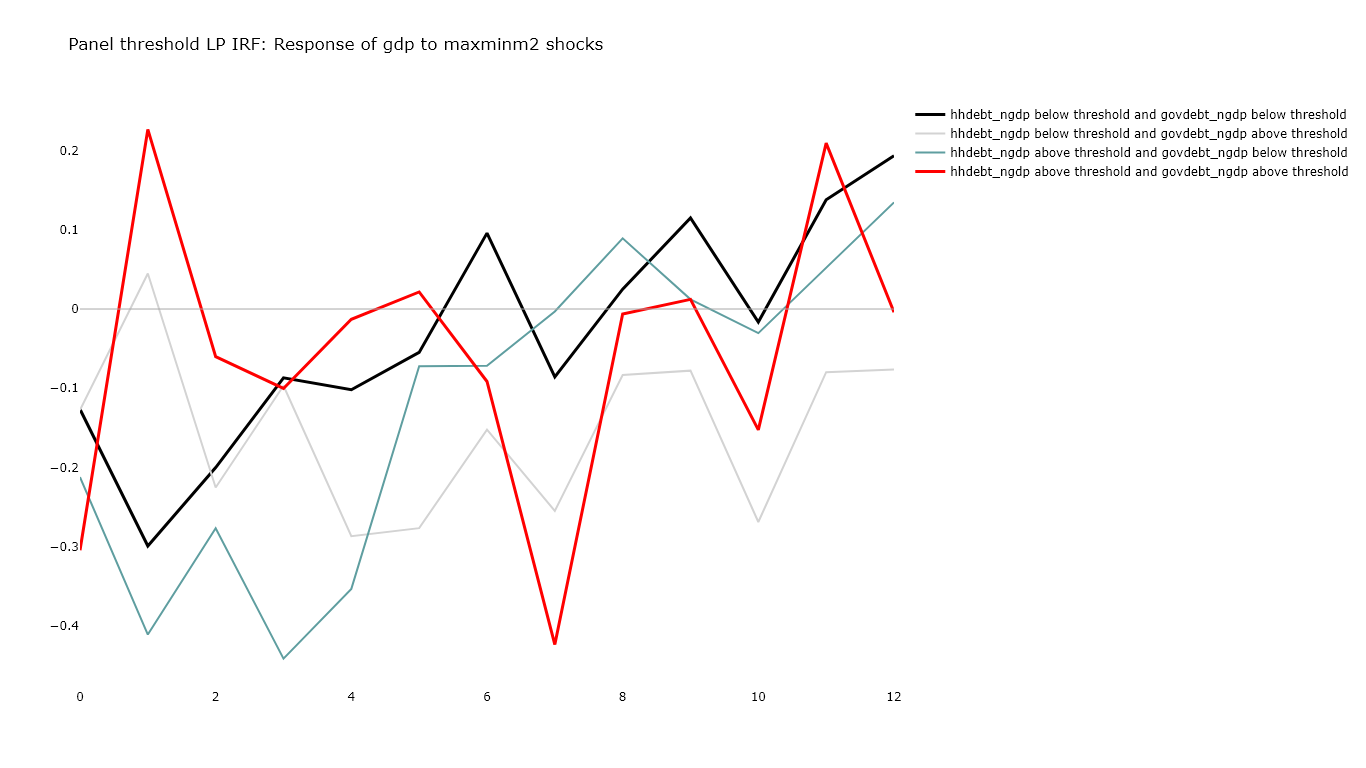 Panel threshold LP IRF: Response of gdp to maxminm2 shocks
hhdebt_ngdp below threshold and govdebt_ngdp below threshold
hhdebt_ngdp below threshold and govdebt_ngdp above threshold
hhdebt_ngdp above threshold and govdebt_ngdp below threshold
hhdebt_ngdp above threshold and govdebt_ngdp above threshold
0.2
0.1
0
−0.1
−0.2
−0.3
−0.4
0 2 4 6 8 10 12